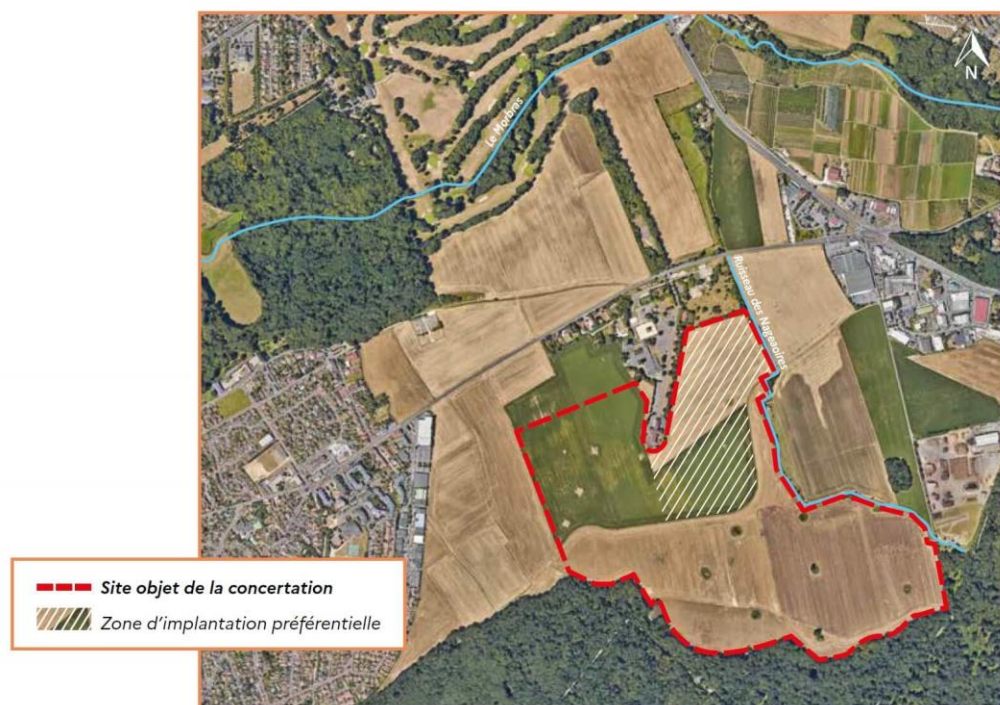 N
Le Morbras
Ruisseau des Nageoires
Site objet de la concertation
Zone d'implantation préférentielle